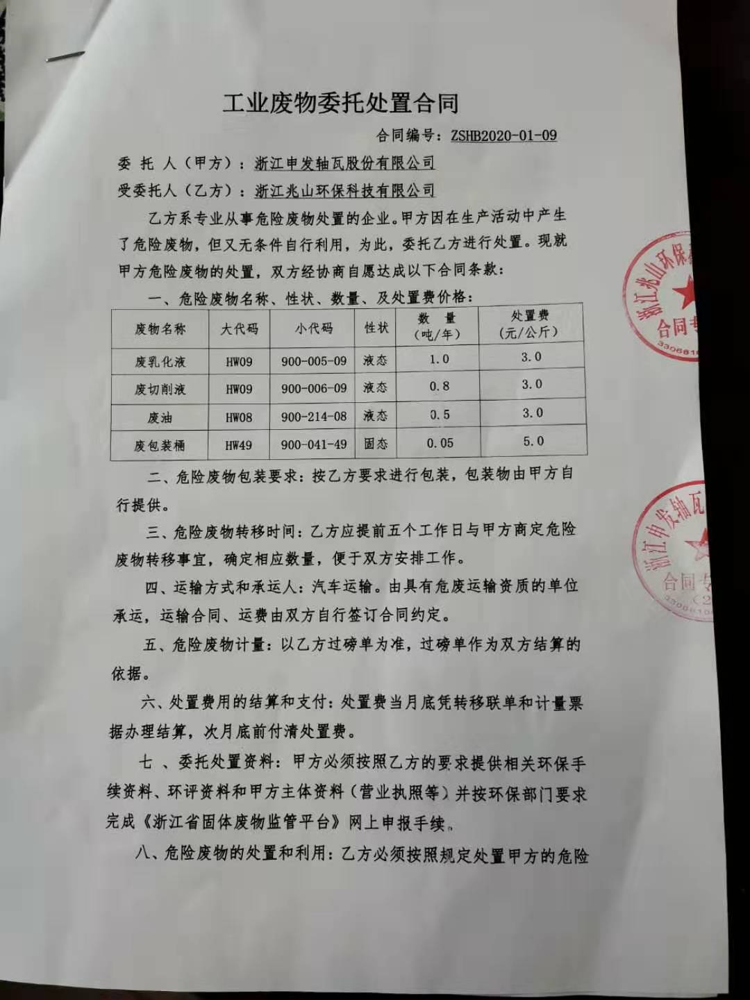 工业废物委托处置合同
合同编号：ZSHB2020-01-09
委 托 人（甲方）：浙江申发轴瓦股份有限公司
受委托人（乙方）：浙江兆山环保科技有限公司
乙方系专业从事危险废物处置的企业。甲方因在生产活动中产生
了危险废物，但又无条件自行利用，为此，委托乙方进行处置。现就
甲方危险废物的处置，双方经协商自愿达成以下合同条款：
一、危险废物名称、性状、数量、及处置费价格：
废物名称 大代码 小代码 性状 数 量（吨/年） 处置费（元/公斤）
废乳化液 HW09 900-005-09 液态 1.0 3.0
废切削液 HW09 900-006-09 液态 0.8 3.0
废油 HW08 900-214-08 液态 0.5 3.0
废包装桶 HW49 900-041-49 固态 0.05 5.0
二、危险废物包装要求：按乙方要求进行包装，包装物由甲方自
行提供。
三、危险废物转移时间：乙方应提前五个工作日与甲方商定危险
废物转移事宜，确定相应数量，便于双方安排工作。
四、运输方式和承运人：汽车运输。由具有危废运输资质的单位
承运，运输合同、运费由双方自行签订合同约定。
五、危险废物计量：以乙方过磅单为准，过磅单作为双方结算的
依据。
六、处置费用的结算和支付：处置费当月底凭转移联单和计量票
据办理结算，次月底前付清处置费。
七 、委托处置资料：甲方必须按照乙方的要求提供相关环保手
续资料、环评资料和甲方主体资料（营业执照等）并按环保部门要求
完成《浙江省固体废物监管平台》网上申报手续。
八、危险废物的处置和利用：乙方必须按照规定处置甲方的危险
浙江兆山环保
合同专
浙江申发轴瓦
合同专
（2